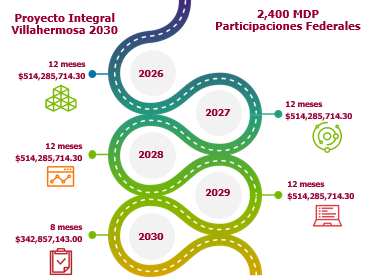 Proyecto Integral
Villahermosa 2030
2,400 MDP
Participaciones Federales
12 meses
$514,285,714.30
2026
12 meses
$514,285,714.30
2027
12 meses
$514,285,714.30
2028
12 meses
$514,285,714.30
2029
8 meses
$342,857,143.00
2030